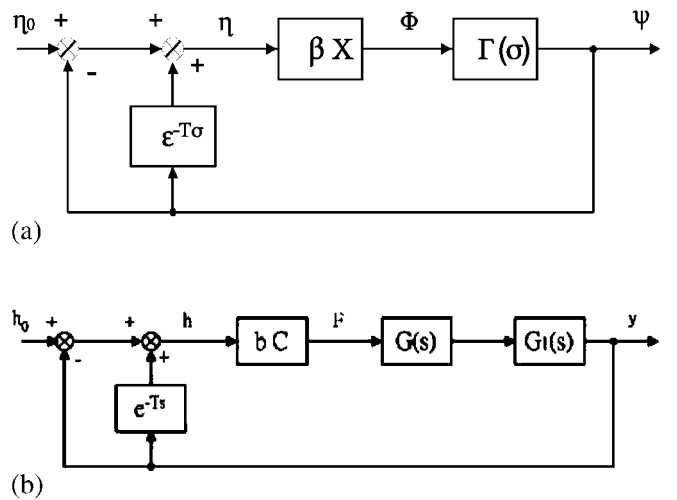 η0 + + η Φ ψ
β X Γ(σ)
- +
ε-Tσ
(a)
h0 + + h F y
b C G(s) G1(s)
- +
e-Ts
(b)